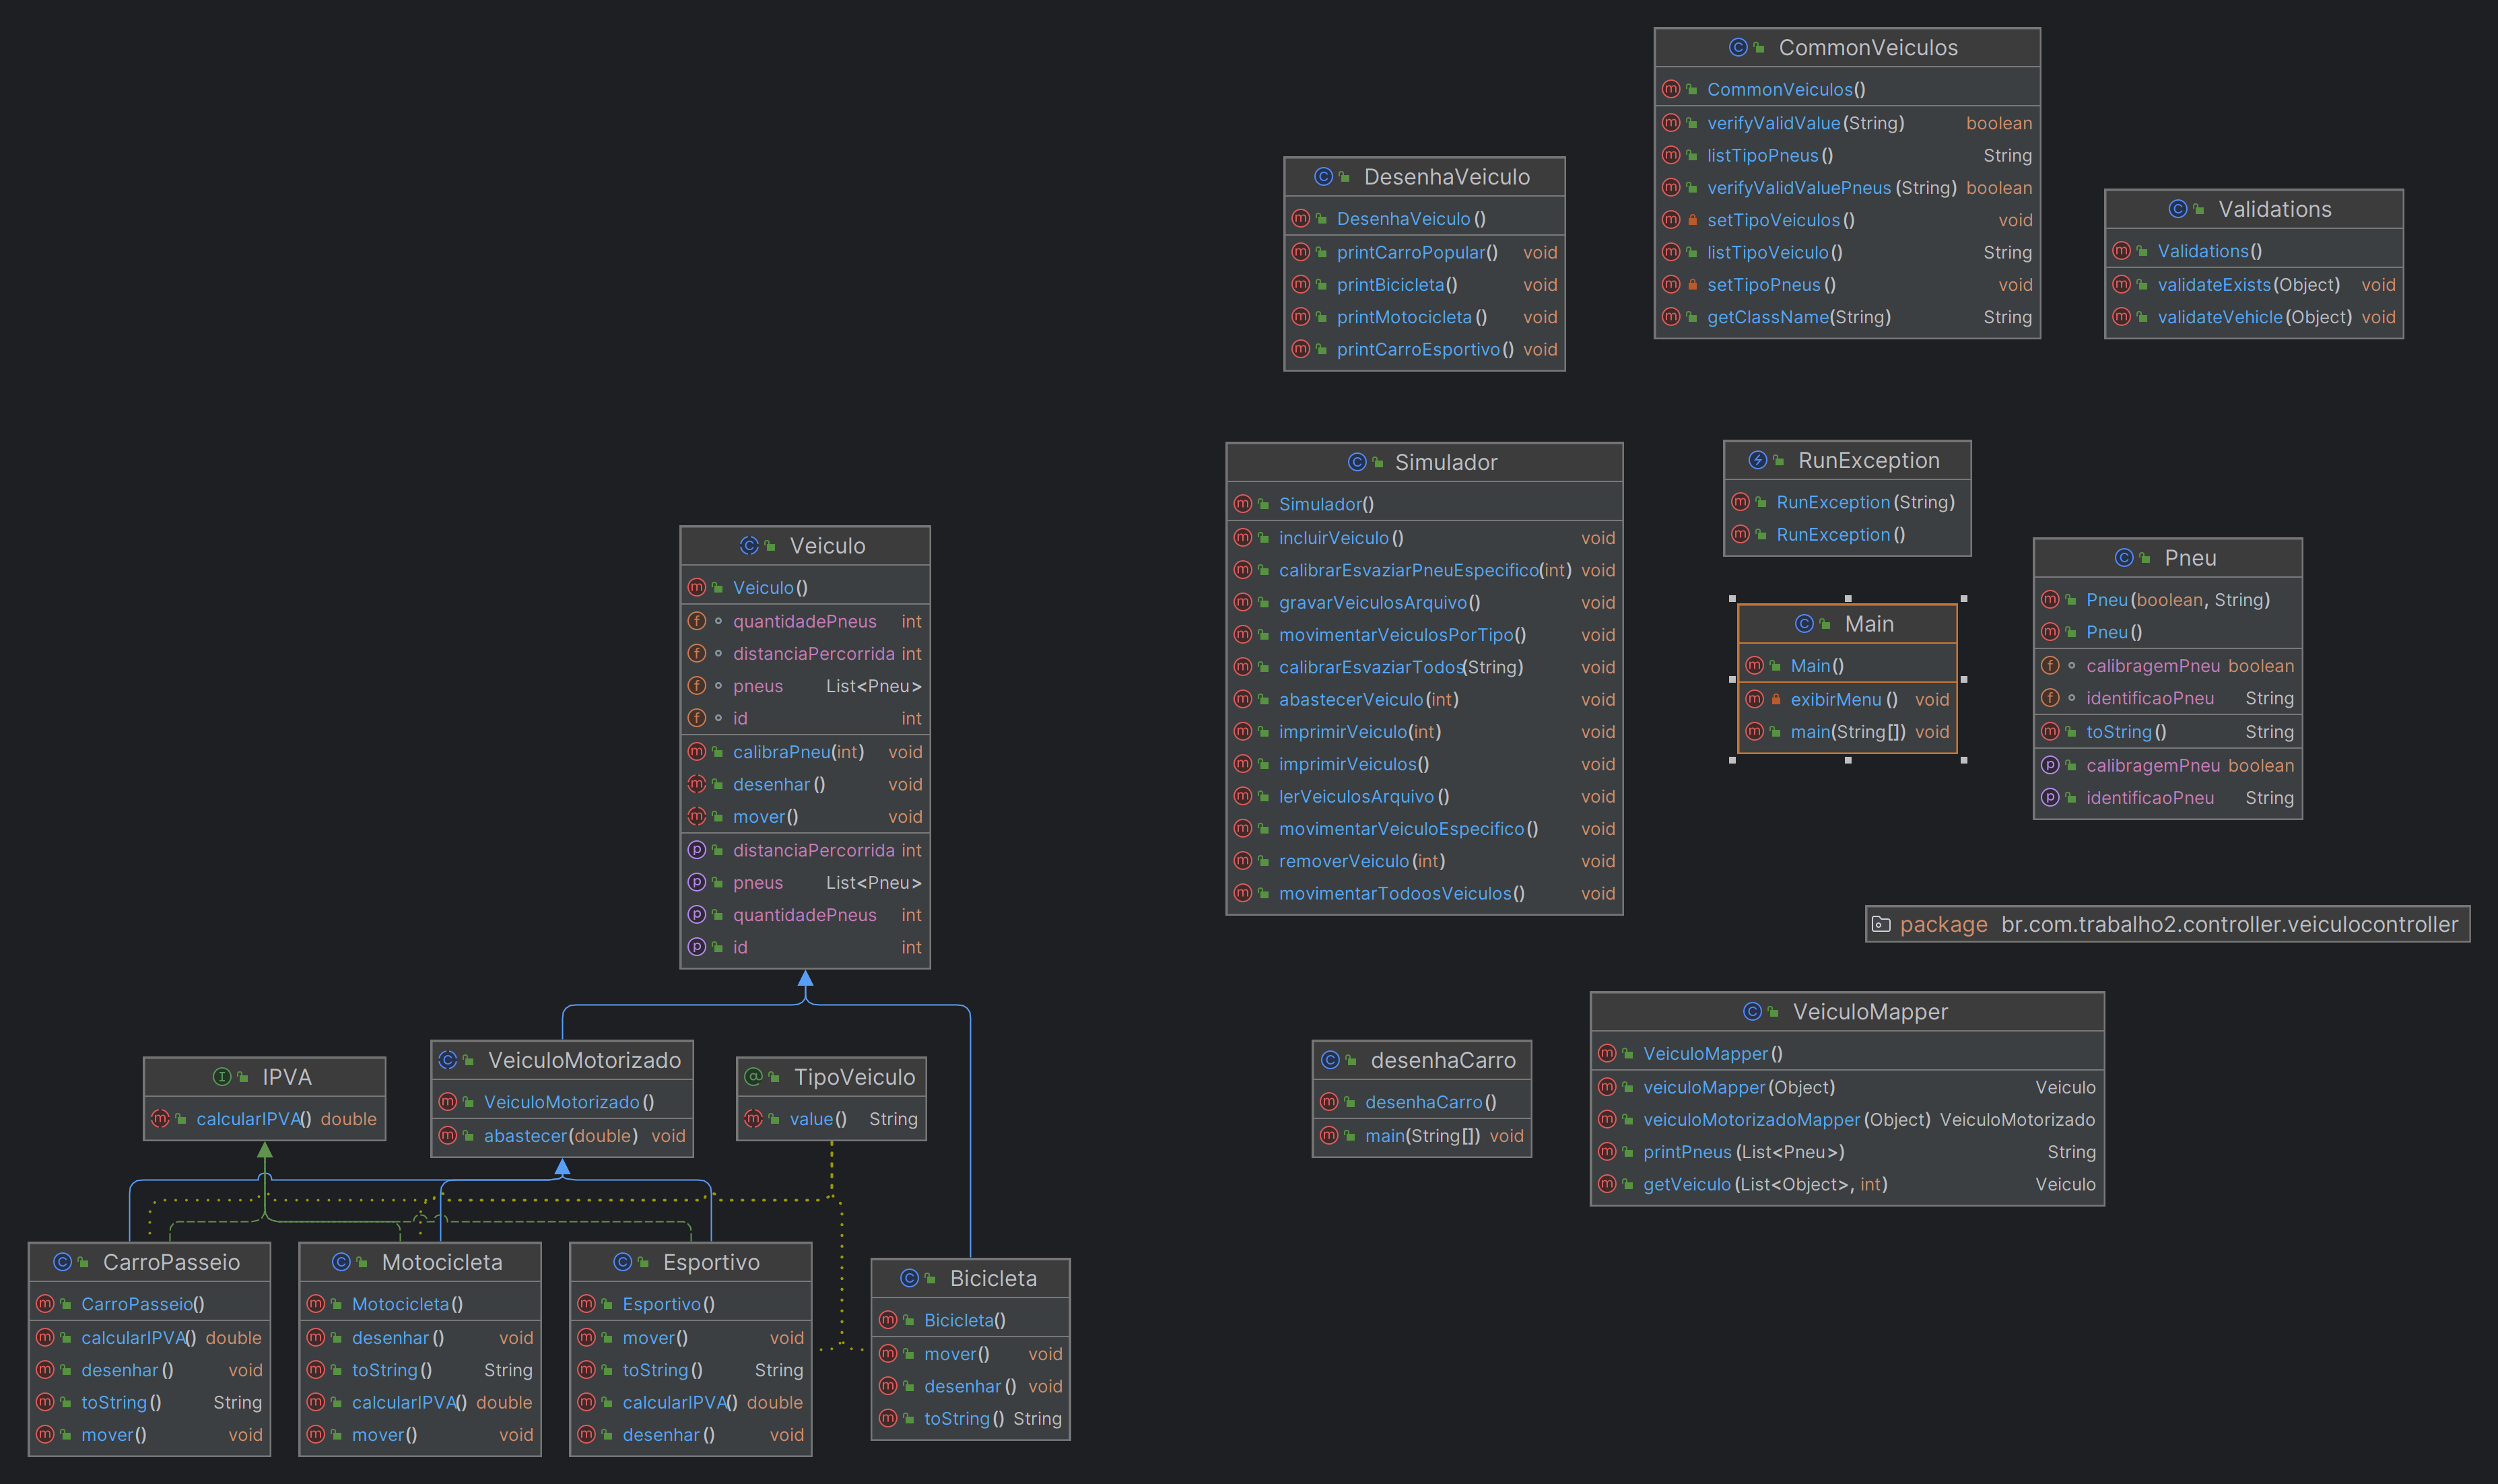 CommonVeiculos
CommonVeiculos()
verifyValidValue(String) boolean
listTipoPneus() String
verifyValidValuePneus(String) boolean
setTipoVeiculos() void
listTipoVeiculo() String
setTipoPneus() void
getClassName(String) String
DesenhaVeiculo
DesenhaVeiculo()
printCarroPopular() void
printBicicleta() void
printMotocicleta() void
printCarroEsportivo() void
Validations
Validations()
validateExists(Object) void
validateVehicle(Object) void
Simulador
Simulador()
incluirVeiculo() void
calibrarEsvaziarPneuEspecifico(int) void
gravarVeiculosArquivo() void
movimentarVeiculosPorTipo() void
calibrarEsvaziarTodos(String) void
abastecerVeiculo(int) void
imprimirVeiculo(int) void
imprimirVeiculos() void
lerVeiculosArquivo() void
movimentarVeiculoEspecifico() void
removerVeiculo(int) void
movimentarTodoosVeiculos() void
RunException
RunException(String)
RunException()
Main
Main()
exibirMenu() void
main(String[]) void
Pneu
Pneu(boolean, String)
Pneu()
calibragemPneu boolean
identificaoPneu String
toString() String
calibragemPneu boolean
identificaoPneu String
Veiculo
Veiculo()
quantidadePneus int
distanciaPercorrida int
pneus List<Pneu>
id int
calibraPneu(int) void
desenhar() void
mover() void
distanciaPercorrida int
pneus List<Pneu>
quantidadePneus int
id int
package br.com.trabalho2.controller.veiculocontroller
VeiculoMapper
VeiculoMapper()
veiculoMapper(Object) Veiculo
veiculoMotorizadoMapper(Object) VeiculoMotorizado
printPneus(List<Pneu>) String
getVeiculo(List<Object>, int) Veiculo
desenhaCarro
desenhaCarro()
main(String[]) void
IPVA
calcularIPVA() double
VeiculoMotorizado
VeiculoMotorizado()
abastecer(double) void
TipoVeiculo
value() String
CarroPasseio
CarroPasseio()
calcularIPVA() double
desenhar() void
toString() String
mover() void
Motocicleta
Motocicleta()
desenhar() void
toString() String
calcularIPVA() double
mover() void
Esportivo
Esportivo()
mover() void
toString() String
calcularIPVA() double
desenhar() void
Bicicleta
Bicicleta()
mover() void
desenhar() void
toString() String